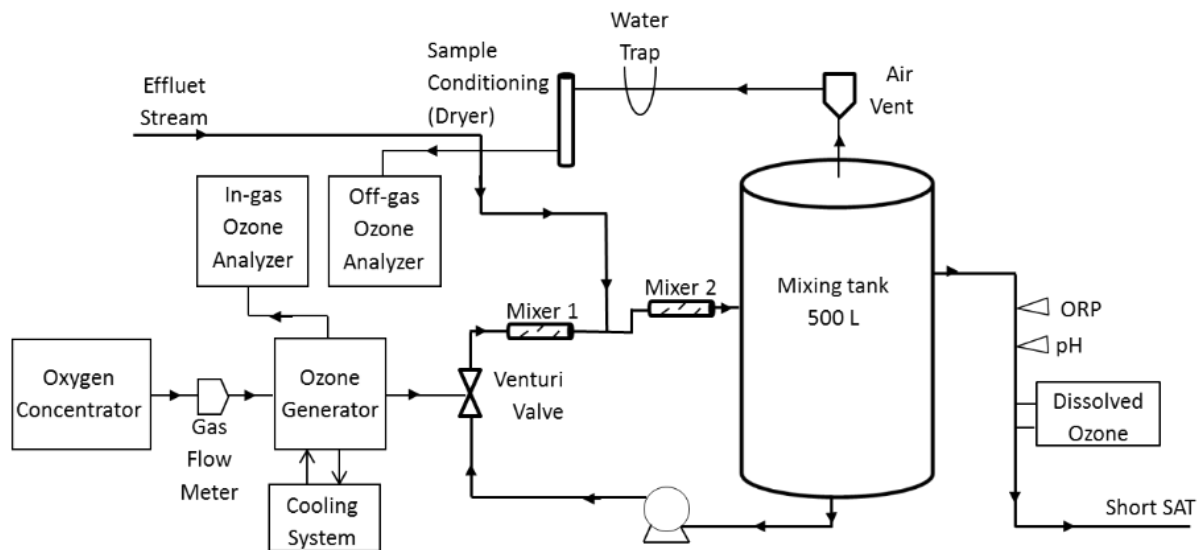 Effluet
Stream
Sample
Conditioning
(Dryer)
Water
Trap
Air
Vent
In-gas
Ozone
Analyzer
Off-gas
Ozone
Analyzer
Mixer 1
Mixer 2
Mixing tank
500 L
ORP
pH
Dissolved
Ozone
Oxygen
Concentrator
Gas
Flow
Meter
Ozone
Generator
Venturi
Valve
Cooling
System
Short SAT